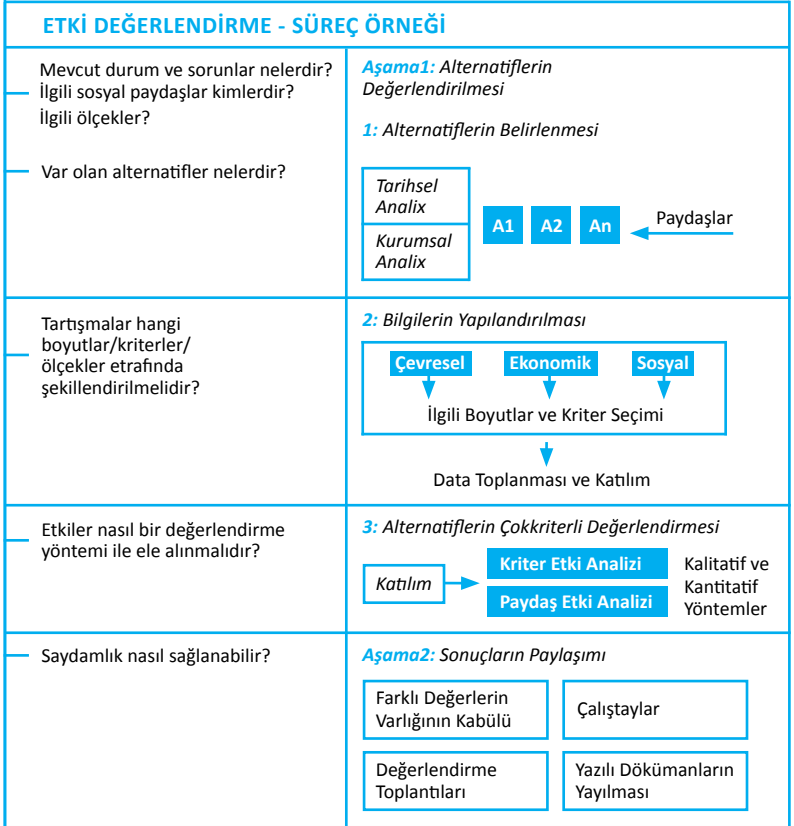 ETKİ DEĞERLENDİRME - SÜREÇ ÖRNEĞİ
Mevcut durum ve sorunlar nelerdir?
İlgili sosyal paydaşlar kimlerdir?
İlgili ölçekler?
Var olan alternatifler nelerdir?
Aşama1: Alternatiflerin
Değerlendirilmesi
1: Alternatiflerin Belirlenmesi
Tarihsel
Analix
Kurumsal
Analix
A1 A2 An
Paydaşlar
Tartışmalar hangi
boyutlar/kriterler/
ölçekler etrafında
şekillendirilmelidir?
2: Bilgilerin Yapılandırılması
Çevresel Ekonomik Sosyal
İlgili Boyutlar ve Kriter Seçimi
Data Toplanması ve Katılım
Etkiler nasıl bir değerlendirme
yöntemi ile ele alınmalıdır?
3: Alternatiflerin Çokkriterli Değerlendirmesi
Katılım
Kriter Etki Analizi
Paydaş Etki Analizi
Kalitatif ve
Kantitatif
Yöntemler
Saydamlık nasıl sağlanabilir?
Aşama2: Sonuçların Paylaşımı
Farklı Değerlerin
Varlığının Kabülü
Çalıştaylar
Değerlendirme
Toplantıları
Yazılı Dökümanların
Yayılması